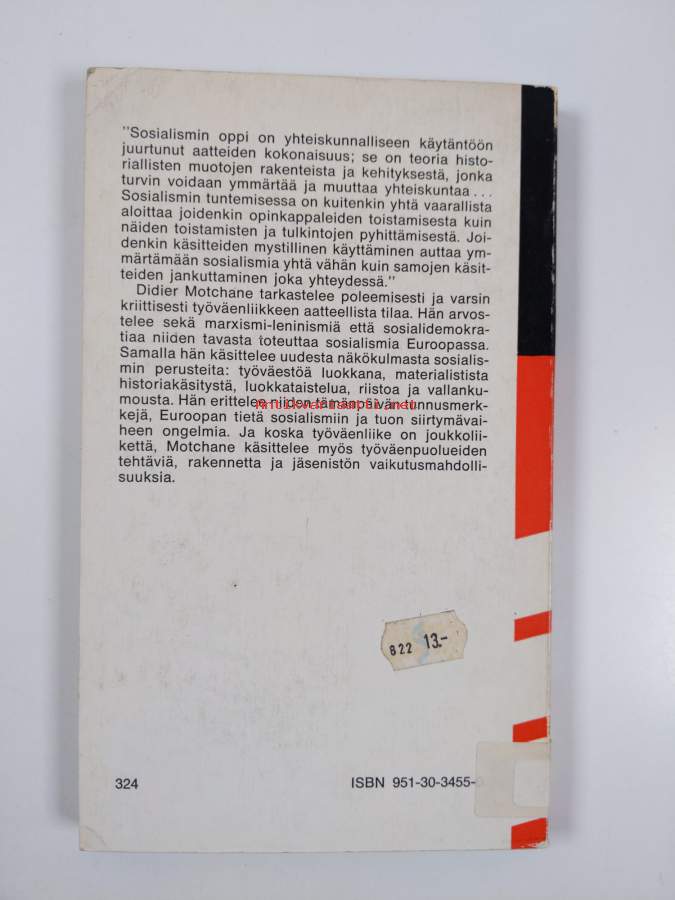 "Sosialismin oppi on yhteiskunnalliseen käytäntöön
juurtunut aatteiden kokonaisuus; se on teoria histo-
riallisten muotojen rakenteista ja kehityksestä, jonka
turvin voidaan ymmärtää ja muuttaa yhteiskuntaa...
Sosialismin tuntemisessa on kuitenkin yhtä vaarallista
aloittaa joidenkin opinkappaleiden toistamisesta kuin
näiden toistamisten ja tulkintojen pyhittämisestä. Joi-
denkin käsitteiden mystillinen käyttäminen auttaa ym-
märtämään sosialismia yhtä vähän kuin samojen käsit-
teiden jankuttaminen joka yhteydessä."
Didier Motchane tarkastelee poleemisesti ja varsin
kriittisesti työväenliikkeen aatteellista tilaa. Hän arvos-
telee sekä marxismi-leninismiä että sosialidemokra-
tiaa niiden tavasta toteuttaa sosialismia Euroopassa.
Samalla hän käsittelee uudesta näkökulmasta sosialis-
min perusteita: työväestöä luokkana, materialistista
historiakäsitystä, luokkataistelua, riistoa ja vallanku-
mousta. Hän erittelee niiden tämänpäivän tunnusmerk-
kejä, Euroopan tietä sosialismiin ja tuon siirtymävai-
heen ongelmia. Ja koska työväenliike on joukkolii-
kettä, Motchane käsittelee myös työväenpuolueiden
tehtäviä, rakennetta ja jäsenistön vaikutusmahdolli-
suuksia.
822 13.-
324
ISBN 951-30-3455-